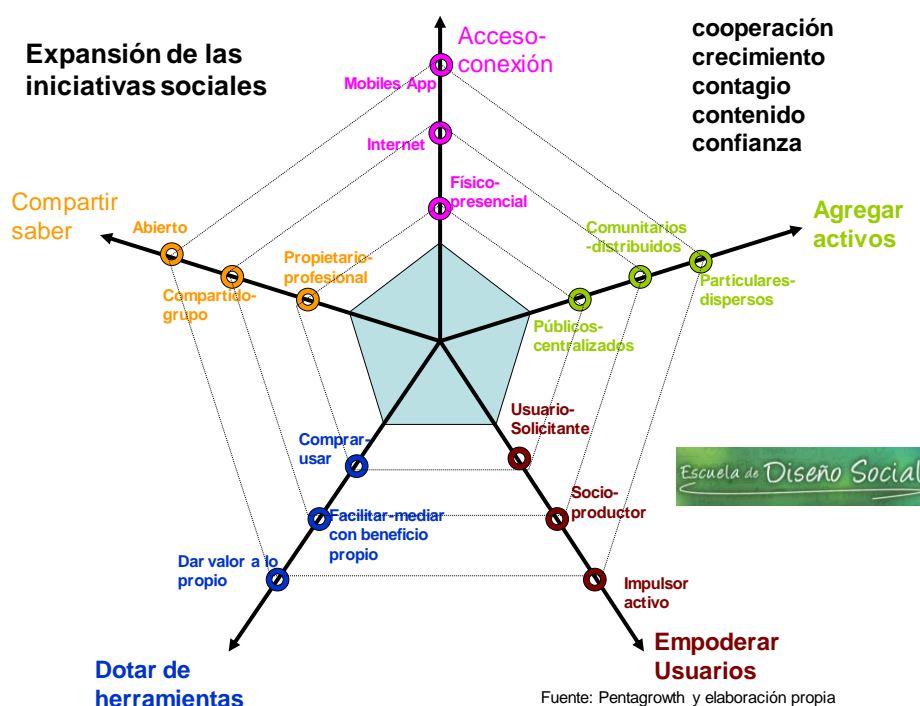 Expansión de las
iniciativas sociales
Acceso-
conexión
cooperación
crecimiento
contagio
contenido
confianza
Mobiles App
Internet
Físico-
presencial
Compartir
saber
Abierto
Propietario-
profesional
Compartido-
grupo
Comunitarios
-distribuidos
Agregar
activos
Particulares-
dispersos
Públicos-
centralizados
Comprar-
usar
Usuario-
Solicitante
Escuela de Diseño Social
Facilitar-mediar
con beneficio
propio
Socio-
productor
Dar valor a lo
propio
Impulsor
activo
Dotar de
herramientas
Empoderar
Usuarios
Fuente: Pentagrowth y elaboración propia